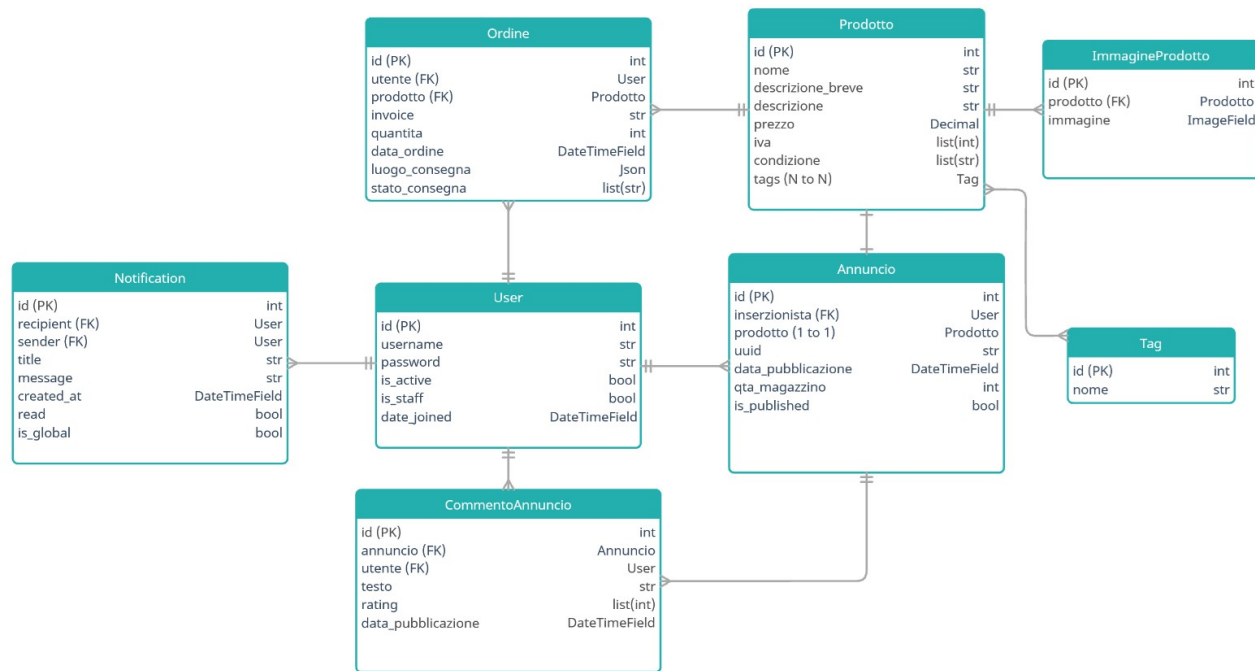 Ordine
id (PK) int
utente (FK) User
prodotto (FK) Prodotto
invoice str
quantita int
data_ordine DateTimeField
luogo_consegna Json
stato_consegna list(str)
Prodotto
id (PK) int
nome str
descrizione_breve str
descrizione str
prezzo Decimal
iva list(int)
condizione list(str)
tags (N to N) Tag
ImmagineProdotto
id (PK) int
prodotto (FK) Prodotto
immagine ImageField
Notification
id (PK) int
recipient (FK) User
sender (FK) User
title str
message str
created_at DateTimeField
read bool
is_global bool
User
id (PK) int
username str
password str
is_active bool
is_staff bool
date_joined DateTimeField
Annuncio
id (PK) int
inserzionista (FK) User
prodotto (1 to 1) Prodotto
uuid str
data_pubblicazione DateTimeField
qta_magazzino int
is_published bool
Tag
id (PK) int
nome str
CommentoAnnuncio
id (PK) int
annuncio (FK) Annuncio
utente (FK) User
testo str
rating list(int)
data_pubblicazione DateTimeField